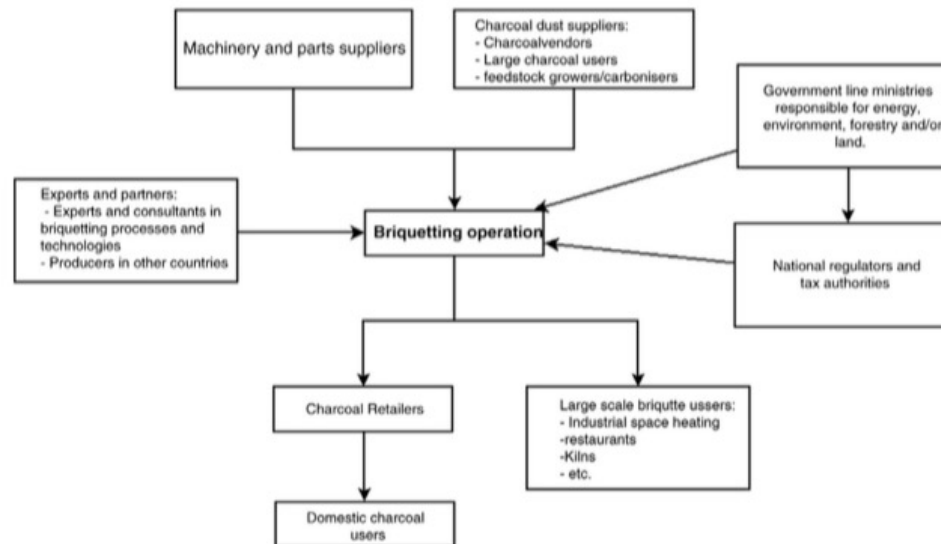 Machinery and parts suppliers
Charcoal dust suppliers:
- Charcoalvendors
- Large charcoal users
- feedstock growers/carbonisers
Government line ministries
responsible for energy,
environment, forestry and/or
land.
Experts and partners:
- Experts and consultants in
briquetting processes and
technologies
- Producers in other countries
Briquetting operation
National regulators and
tax authorities
Charcoal Retailers
Large scale briqutte ussers:
- Industrial space heating
-restaurants
-Kilns
- etc.
Domestic charcoal
users